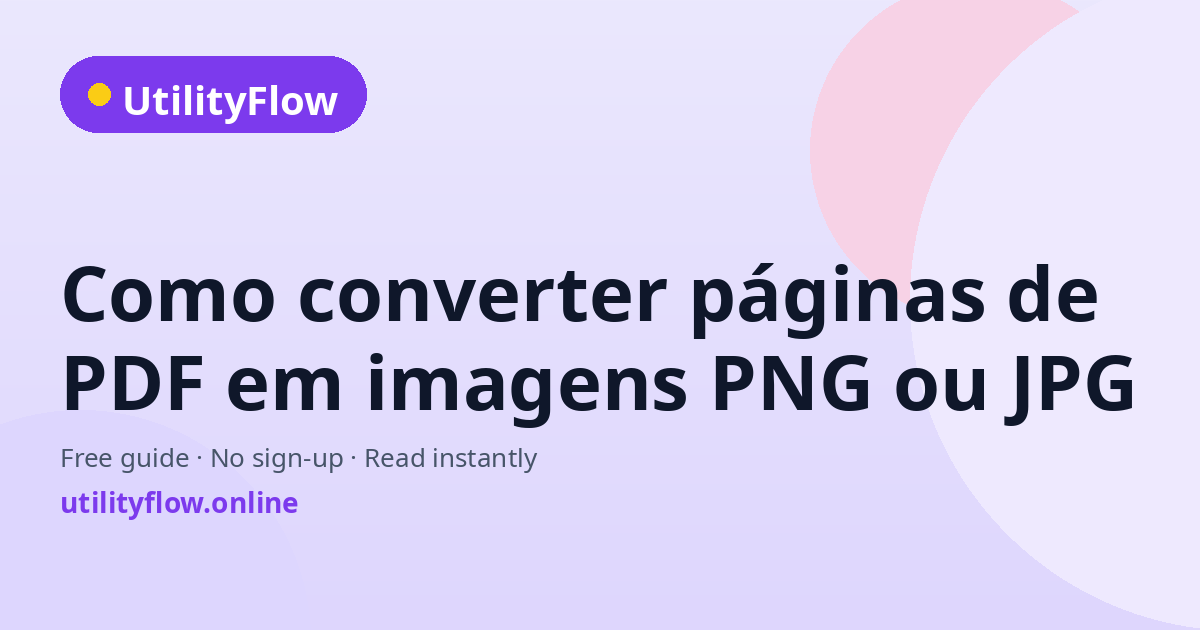 UtilityFlow
Como converter páginas de
PDF em imagens PNG ou JPG
Free guide · No sign-up · Read instantly
utilityflow.online